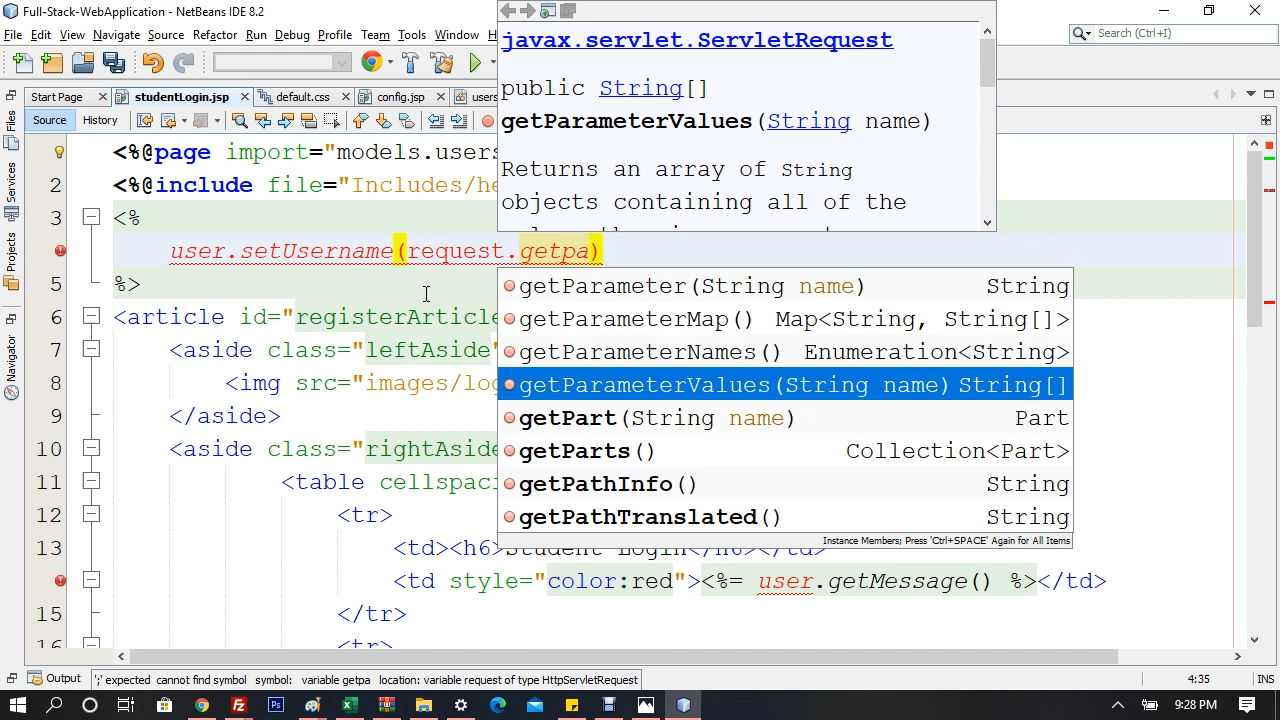 Full-Stack-WebApplication - NetBeans IDE 8.2
File Edit View Navigate Source Refactor Run Debug Profile Team Tools Window H
Search (Ctrl+I)
Start Page studentLogin.jsp default.css config.jsp users
Source History
Files
Services
Projects
Navigator
javax.servlet.ServletRequest
public String[]
getParameterValues(String name)
Returns an array of String
objects containing all of the
<%@page import="models.users
2 <%@include file="Includes/he
3 <%
user.setUsername(request.getpa)
5 %>
6 <article id="registerArticle
7 <aside class="leftAside"
8 <img src="images/log
9 </aside>
10 <aside class="rightAside
11 <table cellspaci
12 <tr>
13 <td><h6>Student Login</h6></td>
<td style="color:red"><%= user.getMessage() %></td>
15 </tr>
16 <tr>
getParameter(String name) String
getParameterMap() Map<String, String[]>
getParameterNames() Enumeration<String>
getParameterValues(String name) String[]
getPart(String name) Part
getParts() Collection<Part>
getPathInfo() String
getPathTranslated() String
Instance Members; Press 'Ctrl+SPACE' Again for All Items
Output ';' expected cannot find symbol symbol: variable getpa location: variable request of type HttpServletRequest 4:35 INS
9:28 PM